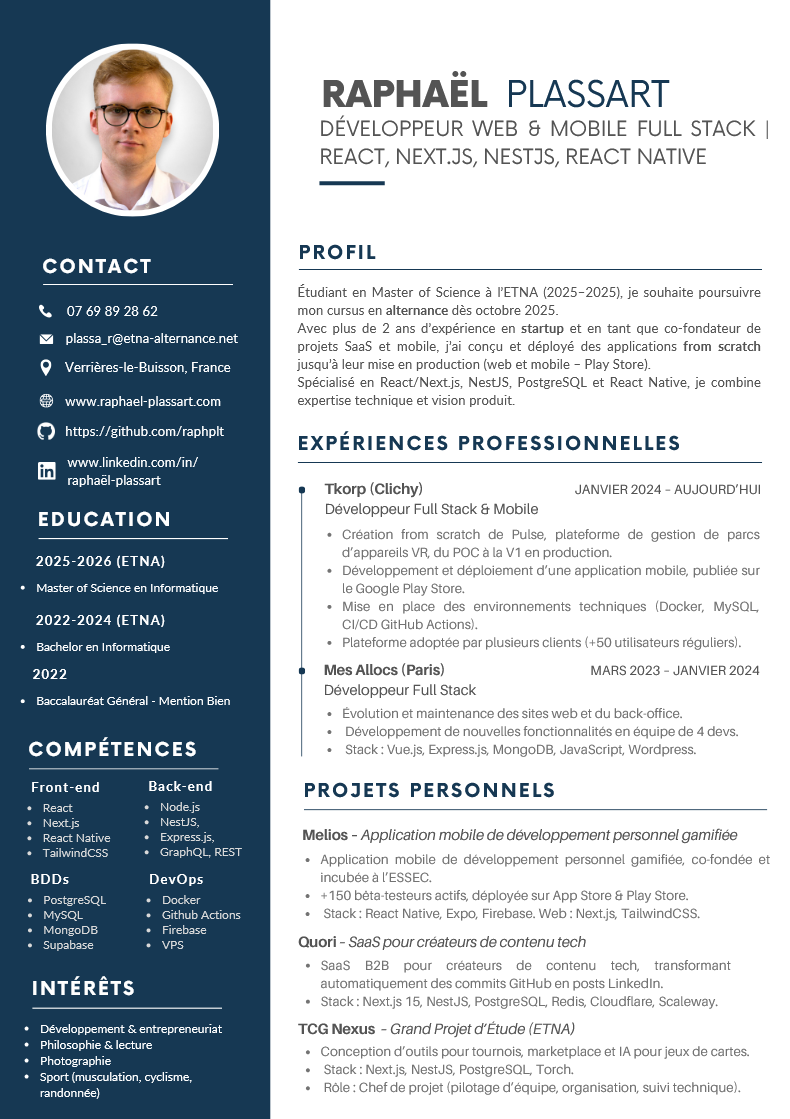 RAPHAËL PLASSART
DÉVELOPPEUR WEB & MOBILE FULL STACK |
REACT, NEXT.JS, NESTJS, REACT NATIVE
CONTACT
07 69 89 28 62
plassa_r@etna-alternance.net
Verrières-le-Buisson, France
www.raphael-plassart.com
https://github.com/raphplt
in
www.linkedin.com/in/
raphaël-plassart
EDUCATION
2025-2026 (ETNA)
• Master of Science en Informatique
2022-2024 (ETNA)
• Bachelor en Informatique
2022
• Baccalauréat Général - Mention Bien
COMPÉTENCES
Front-end
• React
• Next.js
• React Native
• TailwindCSS
Back-end
• Node.js
• NestJS,
• Express.js,
• GraphQL, REST
BDDs
• PostgreSQL
• MySQL
• MongoDB
• Supabase
DevOps
• Docker
• Github Actions
• Firebase
• VPS
INTÉRÊTS
• Développement & entrepreneuriat
• Philosophie & lecture
• Photographie
• Sport (musculation, cyclisme,
randonnée)
PROFIL
Étudiant en Master of Science à l'ETNA (2025–2025), je souhaite poursuivre
mon cursus en alternance dès octobre 2025.
Avec plus de 2 ans d'expérience en startup et en tant que co-fondateur de
projets SaaS et mobile, j'ai conçu et déployé des applications from scratch
jusqu'à leur mise en production (web et mobile – Play Store).
Spécialisé en React/Next.js, NestJS, PostgreSQL et React Native, je combine
expertise technique et vision produit.
EXPÉRIENCES PROFESSIONNELLES
Tkorp (Clichy) JANVIER 2024 – AUJOURD'HUI
Développeur Full Stack & Mobile
• Création from scratch de Pulse, plateforme de gestion de parcs
d'appareils VR, du POC à la V1 en production.
• Développement et déploiement d'une application mobile, publiée sur
le Google Play Store.
• Mise en place des environnements techniques (Docker, MySQL,
CI/CD GitHub Actions).
• Plateforme adoptée par plusieurs clients (+50 utilisateurs réguliers).
Mes Allocs (Paris) MARS 2023 – JANVIER 2024
Développeur Full Stack
• Évolution et maintenance des sites web et du back-office.
• Développement de nouvelles fonctionnalités en équipe de 4 devs.
• Stack : Vue.js, Express.js, MongoDB, JavaScript, Wordpress.
PROJETS PERSONNELS
Melios – Application mobile de développement personnel gamifiée
• Application mobile de développement personnel gamifiée, co-fondée et
incubée à l'ESSEC.
• +150 bêta-testeurs actifs, déployée sur App Store & Play Store.
• Stack : React Native, Expo, Firebase. Web : Next.js, TailwindCSS.
Quori – SaaS pour créateurs de contenu tech
• SaaS B2B pour créateurs de contenu tech, transformant
automatiquement des commits GitHub en posts LinkedIn.
• Stack : Next.js 15, NestJS, PostgreSQL, Redis, Cloudflare, Scaleway.
TCG Nexus – Grand Projet d'Étude (ETNA)
• Conception d'outils pour tournois, marketplace et IA pour jeux de cartes.
• Stack : Next.js, NestJS, PostgreSQL, Torch.
• Rôle : Chef de projet (pilotage d'équipe, organisation, suivi technique).